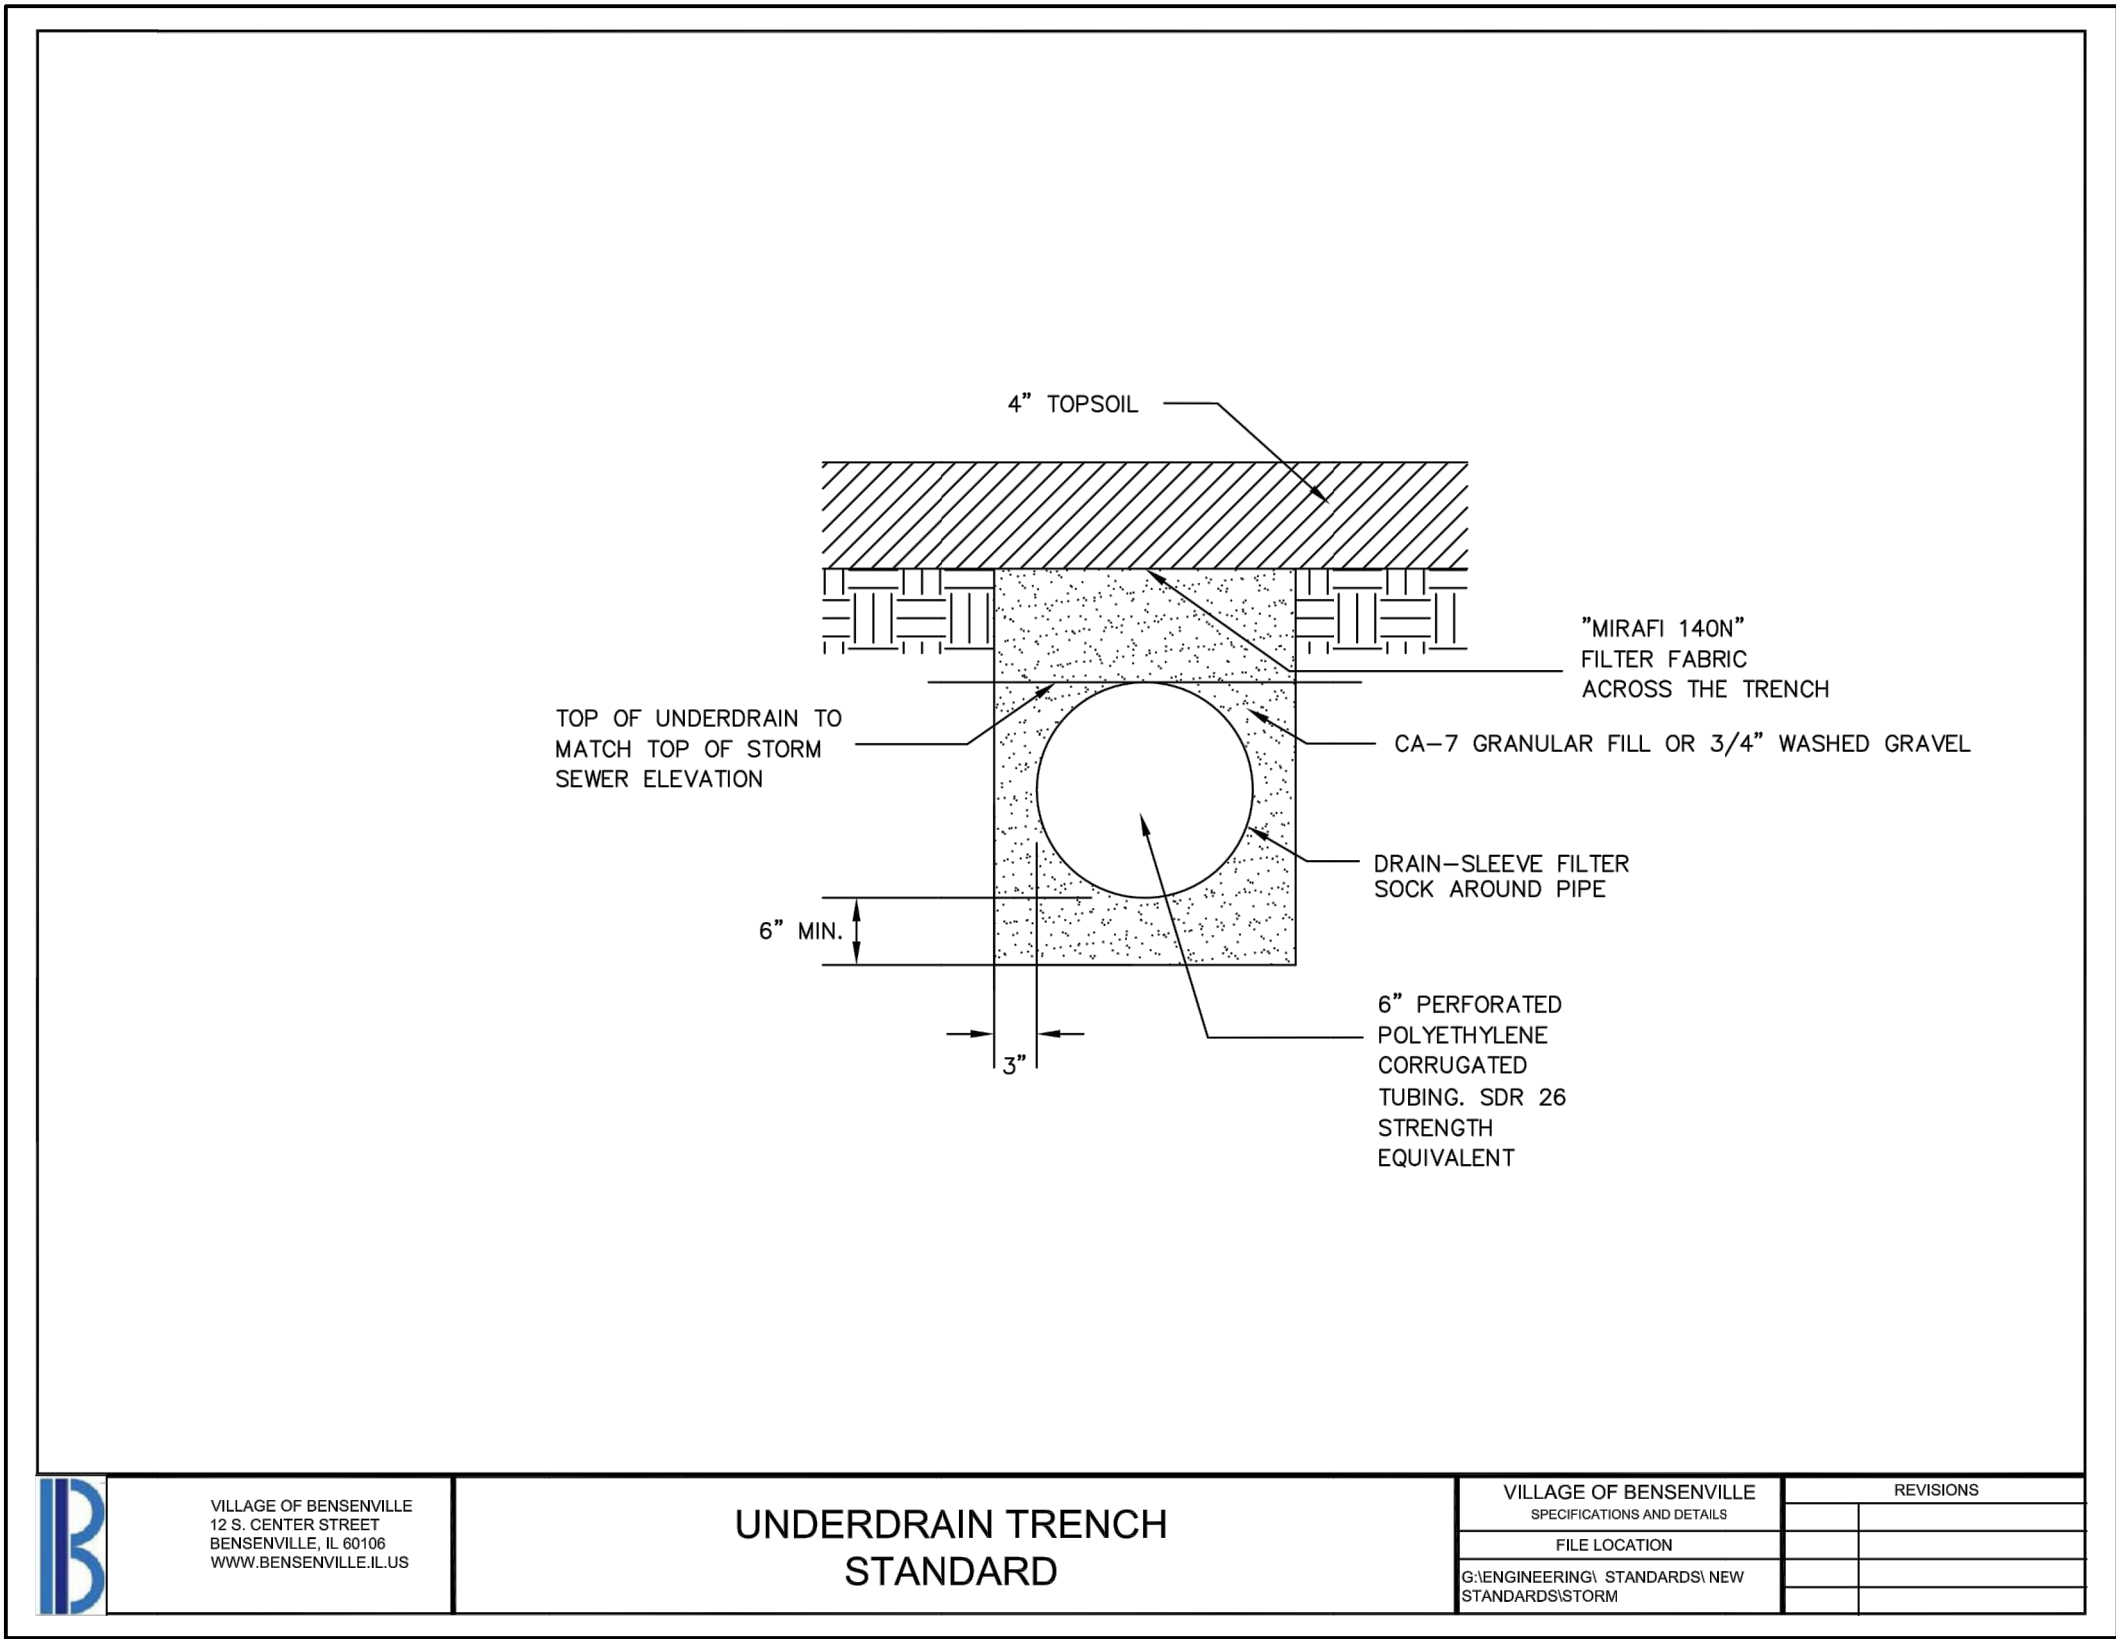 4” TOPSOIL
”MIRAFI 140N”
FILTER FABRIC
ACROSS THE TRENCH
TOP OF UNDERDRAIN TO
MATCH TOP OF STORM
SEWER ELEVATION
CA-7 GRANULAR FILL OR 3/4” WASHED GRAVEL
DRAIN-SLEEVE FILTER
SOCK AROUND PIPE
6” MIN.
3”
6” PERFORATED
POLYETHYLENE
CORRUGATED
TUBING. SDR 26
STRENGTH
EQUIVALENT
B
VILLAGE OF BENSENVILLE
12 S. CENTER STREET
BENSENVILLE, IL 60106
WWW.BENSENVILLE.IL.US
UNDERDRAIN TRENCH
STANDARD
VILLAGE OF BENSENVILLE
SPECIFICATIONS AND DETAILS
FILE LOCATION
G:\ENGINEERING\ STANDARDS\ NEW
STANDARDS\STORM
REVISIONS